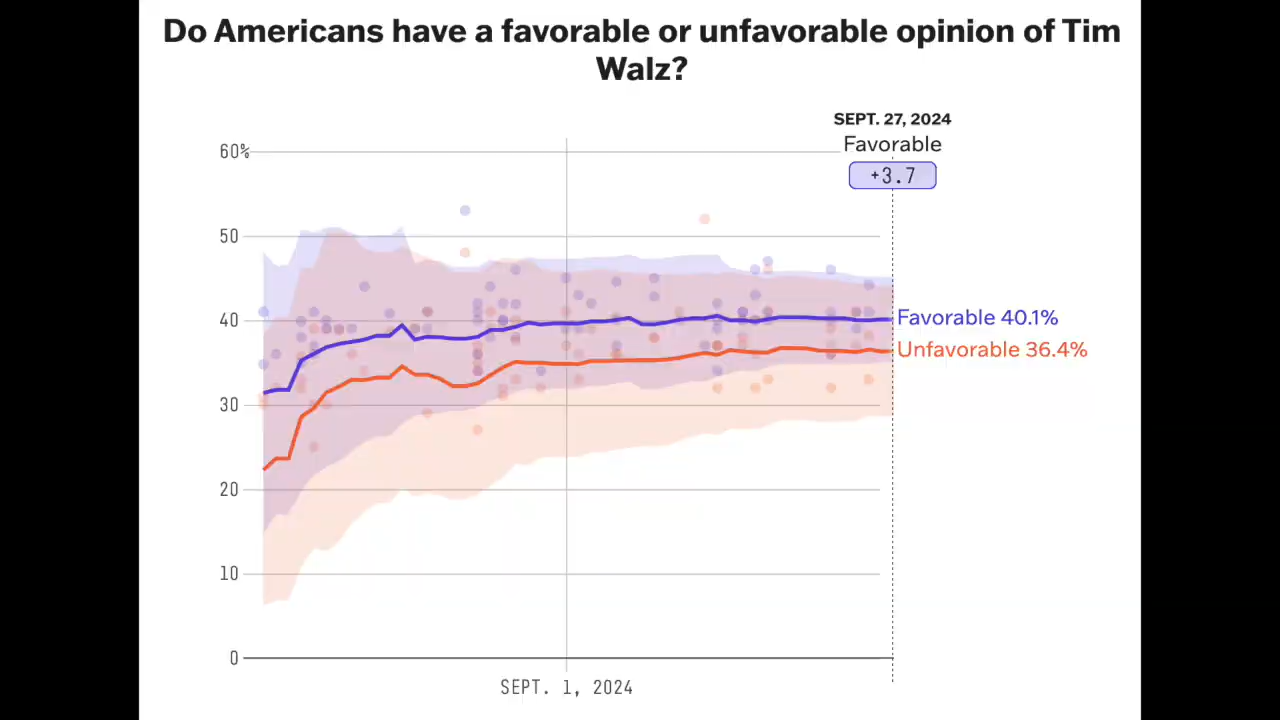 Do Americans have a favorable or unfavorable opinion of Tim
Walz?
SEPT. 27, 2024
Favorable
+3.7
60%
50
40
Favorable 40.1%
Unfavorable 36.4%
30
20
10
0
SEPT. 1, 2024